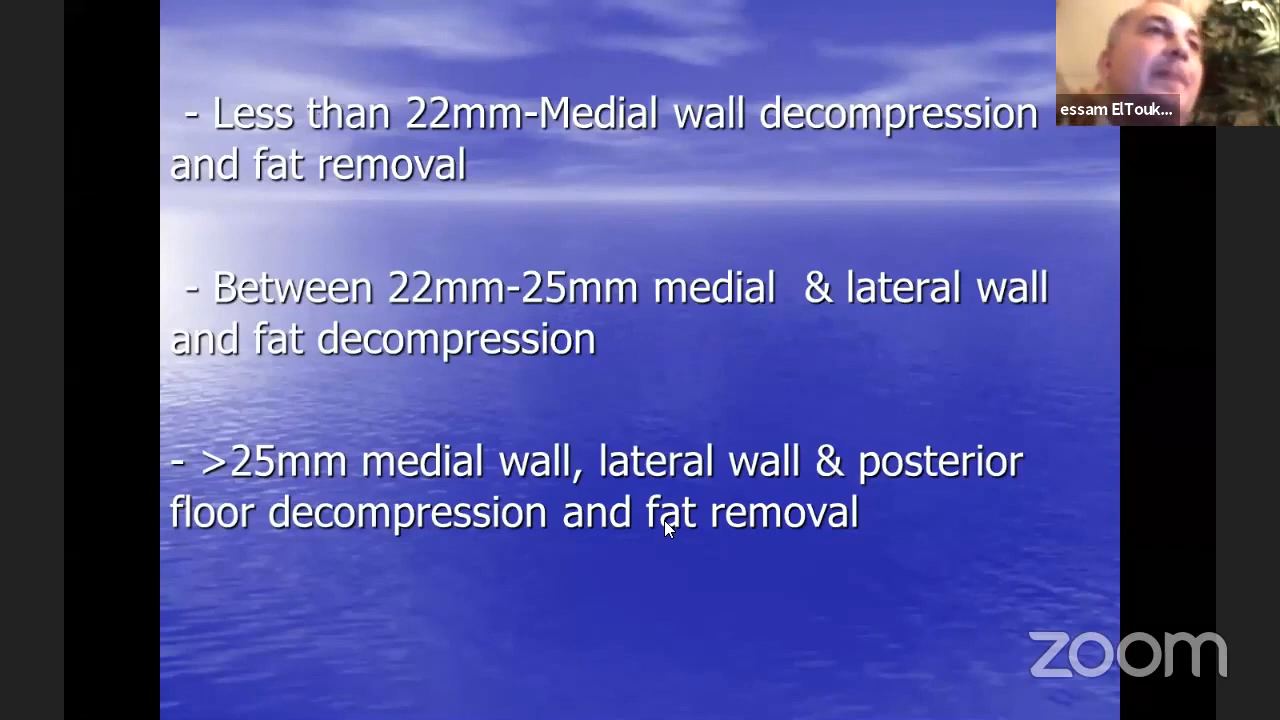 - Less than 22mm-Medial wall decompression
and fat removal
- Between 22mm-25mm medial & lateral wall
and fat decompression
- >25mm medial wall, lateral wall & posterior
floor decompression and fat removal
essam ElTouk...
zoom